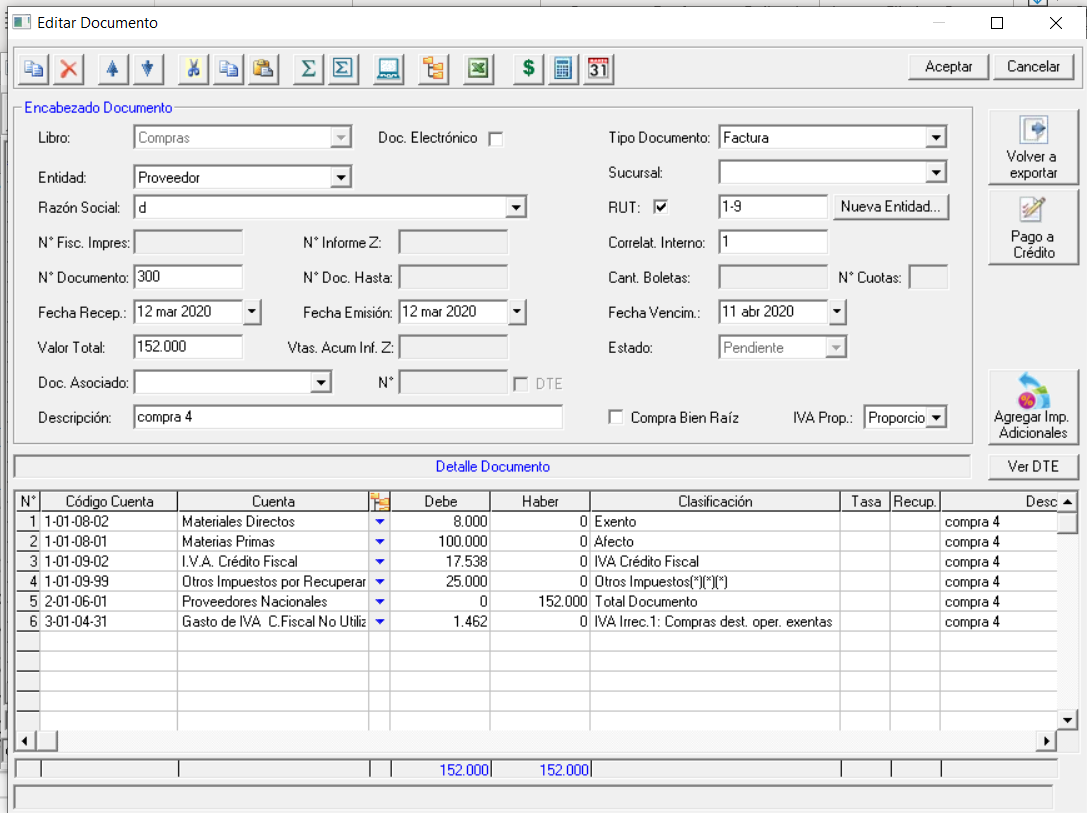 Editar Documento
Aceptar Cancelar
31
Encabezado Documento
Libro: Compras Doc. Electrónico Tipo Documento: Factura
Entidad: Proveedor Sucursal:
Razón Social: d RUT: 1-9 Nueva Entidad...
N° Fisc. Impres: N° Informe Z: Correlat. Interno: 1
N° Documento: 300 N° Doc. Hasta: Cant. Boletas: N° Cuotas:
Fecha Recep.: 12 mar 2020 Fecha Emisión: 12 mar 2020 Fecha Vencim.: 11 abr 2020
Valor Total: 152.000 Vtas. Acum Inf. Z: Estado: Pendiente
Doc. Asociado: N° DTE
Descripción: compra 4 Compra Bien Raíz IVA Prop.: Proporcio
Volver a
exportar
Pago a
Crédito
Agregar Imp.
Adicionales
Detalle Documento Ver DTE
N° Código Cuenta Cuenta Debe Haber Clasificación Tasa Recup. Desc
1 1-01-08-02 Materiales Directos 8.000 0 Exento compra 4
2 1-01-08-01 Materias Primas 100.000 0 Afecto compra 4
3 1-01-09-02 I.V.A. Crédito Fiscal 17.538 0 IVA Crédito Fiscal compra 4
4 1-01-09-99 Otros Impuestos por Recuperar 25.000 0 Otros Impuestos(*)(*)(*) compra 4
5 2-01-06-01 Proveedores Nacionales 0 152.000 Total Documento compra 4
6 3-01-04-31 Gasto de IVA C.Fiscal No Utiliz 1.462 0 IVA Irrec.1: Compras dest. oper. exentas compra 4
152.000 152.000